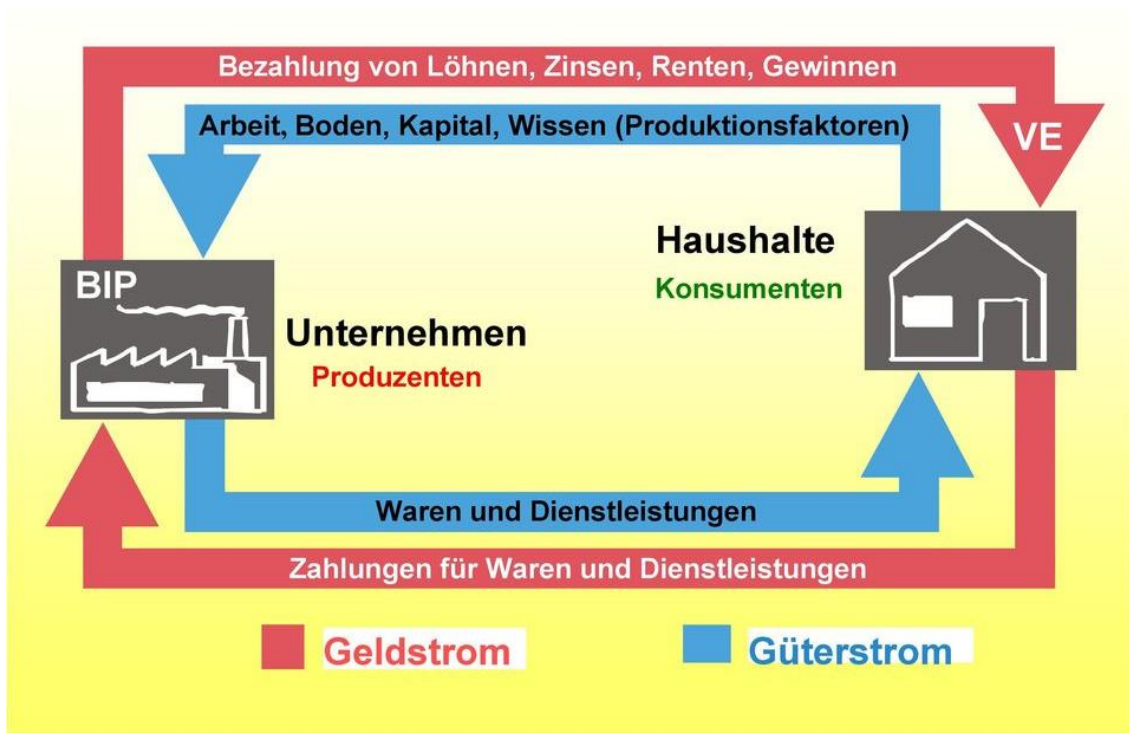 Bezahlung von Löhnen, Zinsen, Renten, Gewinnen
Arbeit, Boden, Kapital, Wissen (Produktionsfaktoren)
VE
Haushalte
Konsumenten
BIP
Unternehmen
Produzenten
Waren und Dienstleistungen
Zahlungen für Waren und Dienstleistungen
Geldstrom
Güterstrom